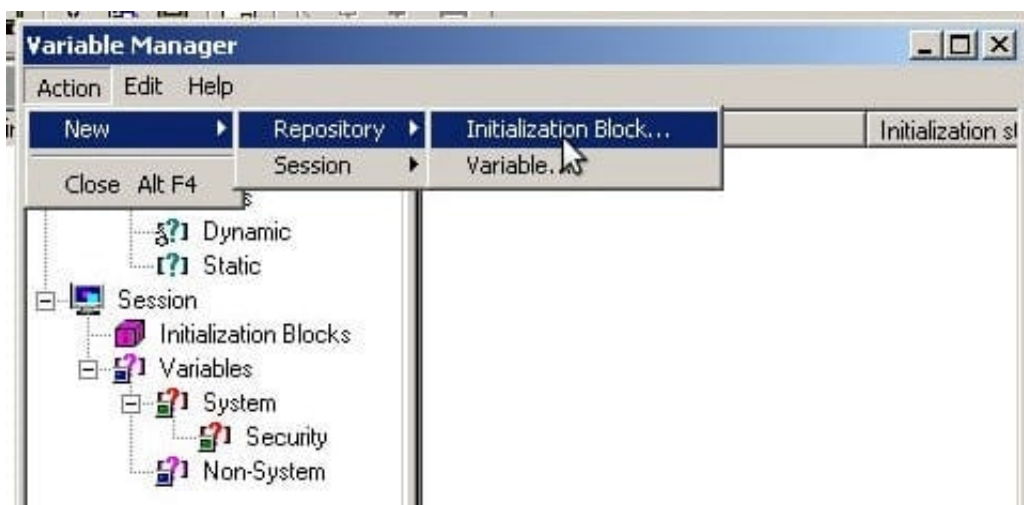 Variable Manager
Action Edit Help
New Repository Initialization Block...
Session Variable...
Close Alt F4
Dynamic
Static
Session
Initialization Blocks
Variables
System
Security
Non-System
Initialization